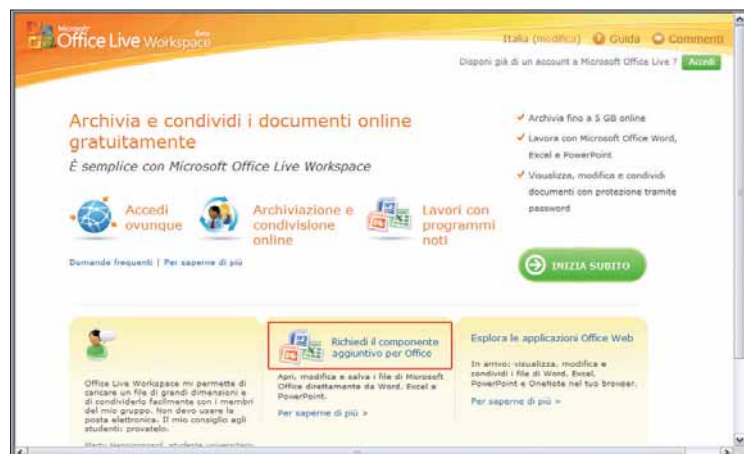 Microsoft
Office Live Workspace Beta
Italia (modifica) Guida Commenti
Disponi già di un account a Microsoft Office Live ? Accedi
Archivia e condividi i documenti online
gratuitamente
È semplice con Microsoft Office Live Workspace
Accedi
ovunque
Archiviazione e
condivisione
online
Lavori con
programmi
noti
Domande frequenti | Per saperne di più
Archivia fino a 5 GB online
Lavora con Microsoft Office Word,
Excel e PowerPoint
Visualizza, modifica e condividi
documenti con protezione tramite
password
INIZIA SUBITO
Office Live Workspace mi permette di
caricare un file di grandi dimensioni e
di condividerlo facilmente con i membri
del mio gruppo. Non devo usare la
posta elettronica. Il mio consiglio agli
studenti: provatelo.
studente universitario
Richiedi il componente
aggiuntivo per Office
Apri, modifica e salva i file di Microsoft
Office direttamente da Word, Excel e
PowerPoint.
Per saperne di più »
Esplora le applicazioni Office Web
In arrivo: visualizza, modifica e
condividi i file di Word, Excel,
PowerPoint e OneNote nel tuo browser.
Per saperne di più »